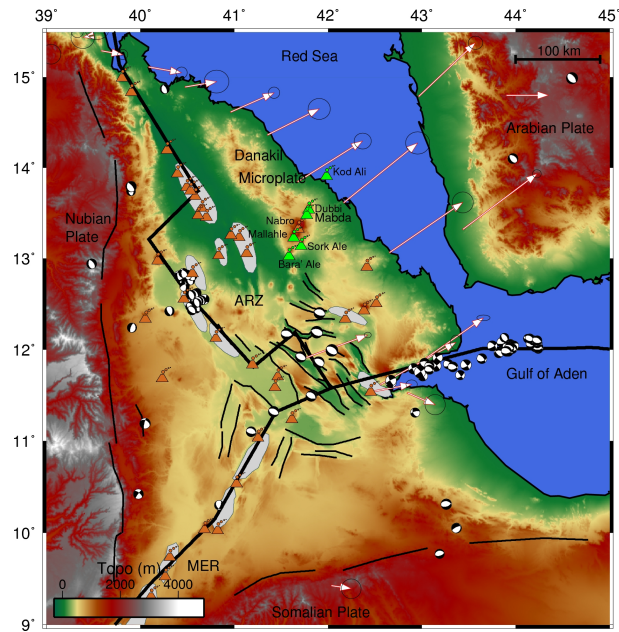 39° 40° 41° 42° 43° 44° 45°
Red Sea
15°
100 km
Arabian Plate
Danakil
14°
Microplate
Kod Ali
Dubbi
Nabro
Mabda
Nubian
Plate
Mallahle
Sork Ale
13°
Bara' Ale
ARZ
12°
Gulf of Aden
11°
10°
MER
Topo (m)
0 2000 4000
Somalian Plate
9°